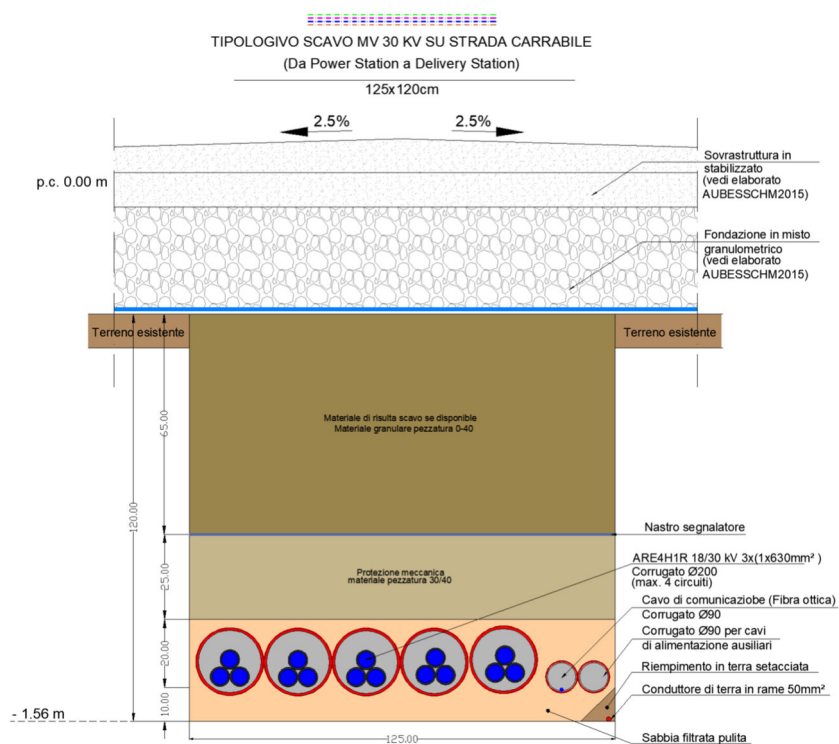 TIPOLOGIVO SCAVO MV 30 KV SU STRADA CARRABILE
(Da Power Station a Delivery Station)
125x120cm
2.5%
2.5%
p.c. 0.00 m
Sovrastruttura in
stabilizzato
(vedi elaborato
AUBESSCHM2015)
Fondazione in misto
granulometrico
(vedi elaborato
AUBESSCHM2015)
Terreno esistente
Terreno esistente
65.00
Materiale di risulta scavo se disponibile
Materiale granulare pezzatura 0-40
120.00
Nastro segnalatore
25.00
Protezione meccanica
materiale pezzatura 30/40
ARE4H1R 18/30 kV 3x(1x630mm² )
Corrugato Ø200
(max. 4 circuiti)
Cavo di comunicaziobe (Fibra ottica)
Corrugato Ø90
20.00
Corrugato Ø90 per cavi
di alimentazione ausiliari
Riempimento in terra setacciata
Conduttore di terra in rame 50mm²
10.00
- 1.56 m
Sabbia filtrata pulita
125.00